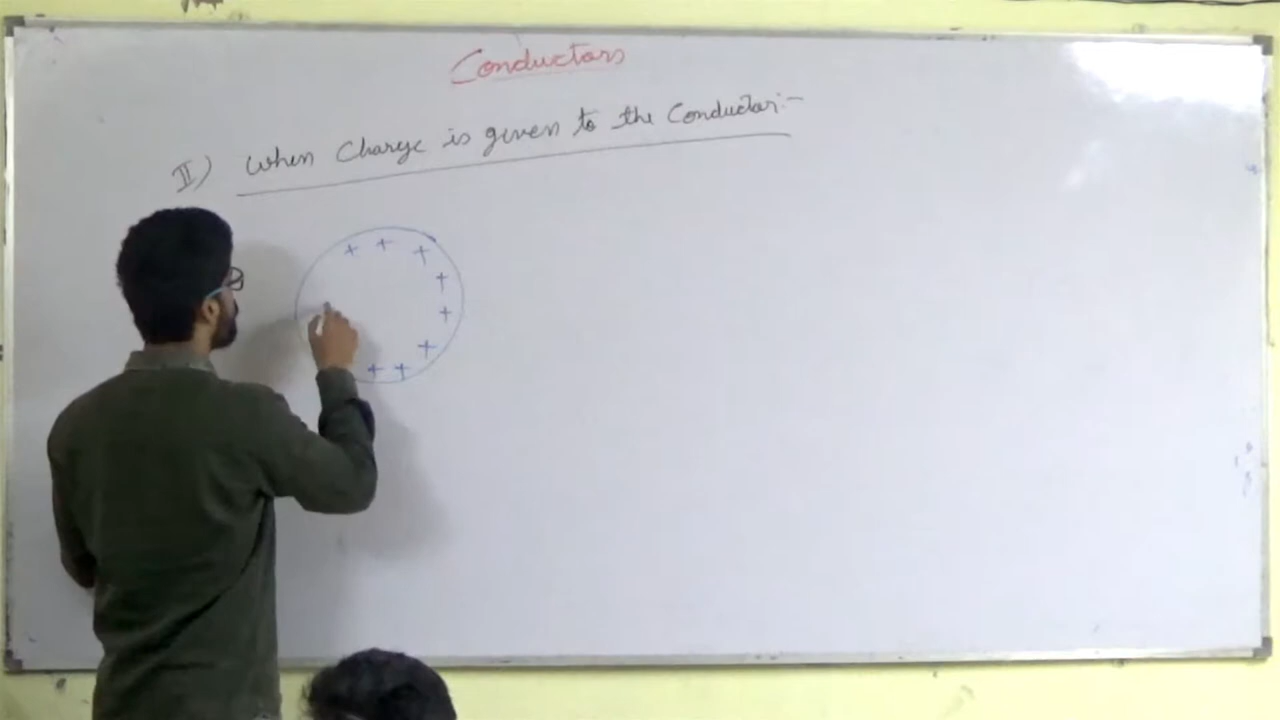 Conductors
II) When Charge is given to the Conductor:-
+ + +
+
+
+
+ +